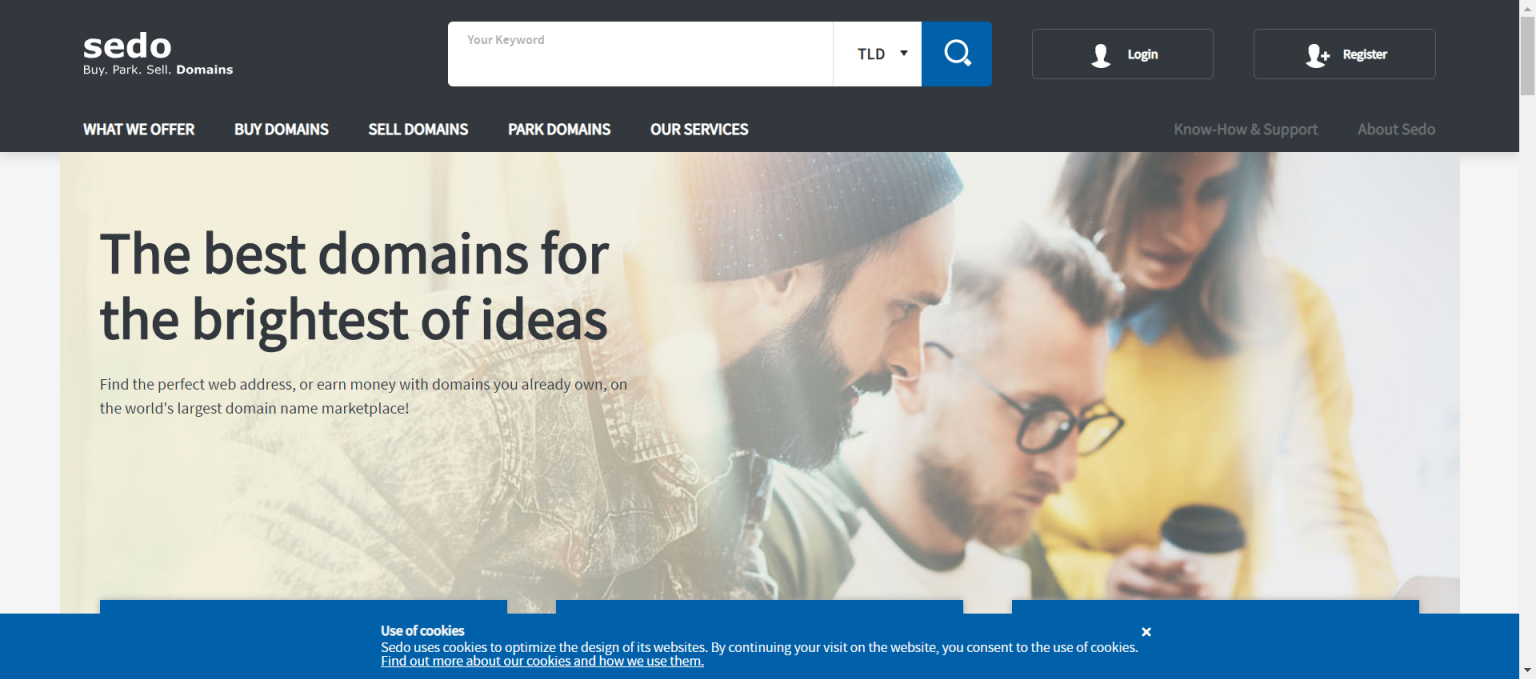 sedo
Buy. Park. Sell. Domains
Your Keyword
TLD
Login
Register
WHAT WE OFFER
BUY DOMAINS
SELL DOMAINS
PARK DOMAINS
OUR SERVICES
Know-How & Support
About Sedo
The best domains for
the brightest of ideas
Find the perfect web address, or earn money with domains you already own, on
the world's largest domain name marketplace!
Use of cookies
Sedo uses cookies to optimize the design of its websites. By continuing your visit on the website, you consent to the use of cookies.
Find out more about our cookies and how we use them.